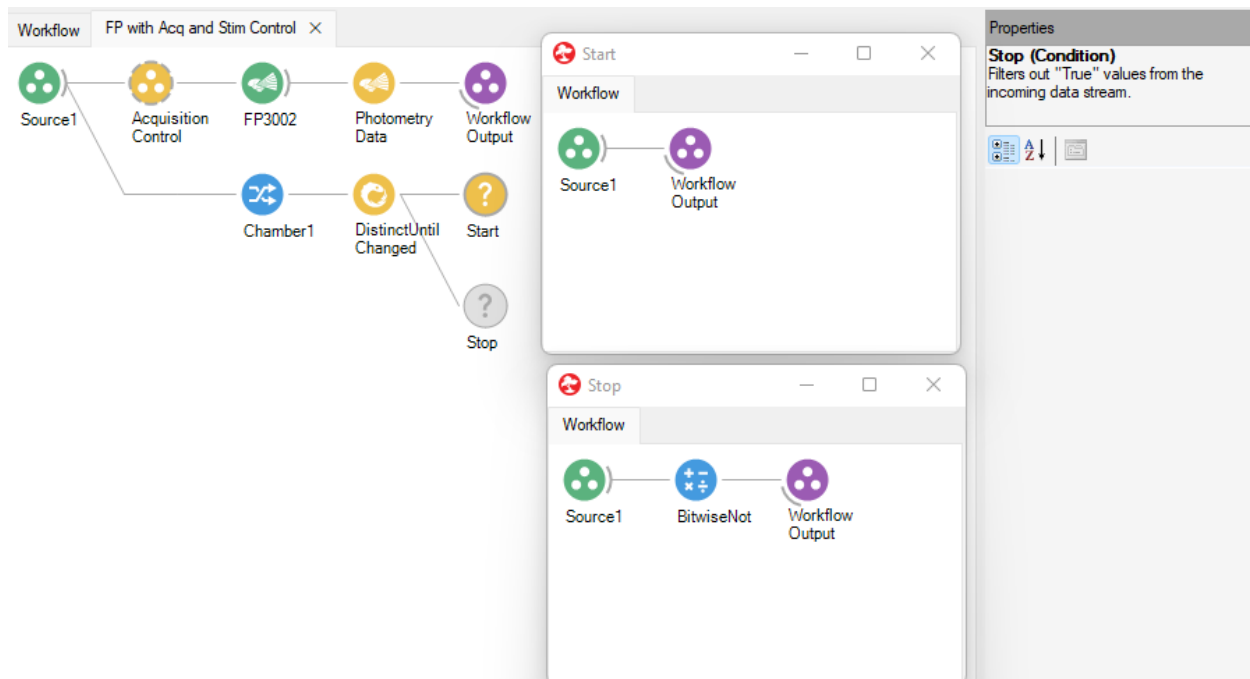 Workflow
FP with Acq and Stim Control
Source1
Acquisition
Control
FP3002
Photometry
Data
Workflow
Output
Chamber1
DistinctUntil
Changed
?
Start
?
Stop
Start
Workflow
Source1
Workflow
Output
Stop
Workflow
Source1
BitwiseNot
Workflow
Output
Properties
Stop (Condition)
Filters out "True" values from the
incoming data stream.
A
Z